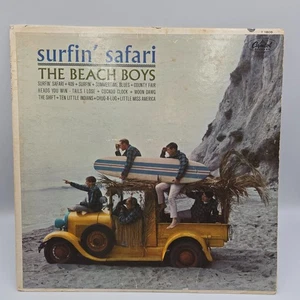 surfin' safari
THE BEACH BOYS
SURFIN' SAFARI • 409 • SURFIN' • SUMMERTIME BLUES • COUNTY FAIR
HEADS YOU WIN - TAILS I LOSE • CUCKOO CLOCK • MOON DAWG
THE SHIFT • TEN LITTLE INDIANS • CHUG-A-LUG • LITTLE MISS AMERICA
Capitol